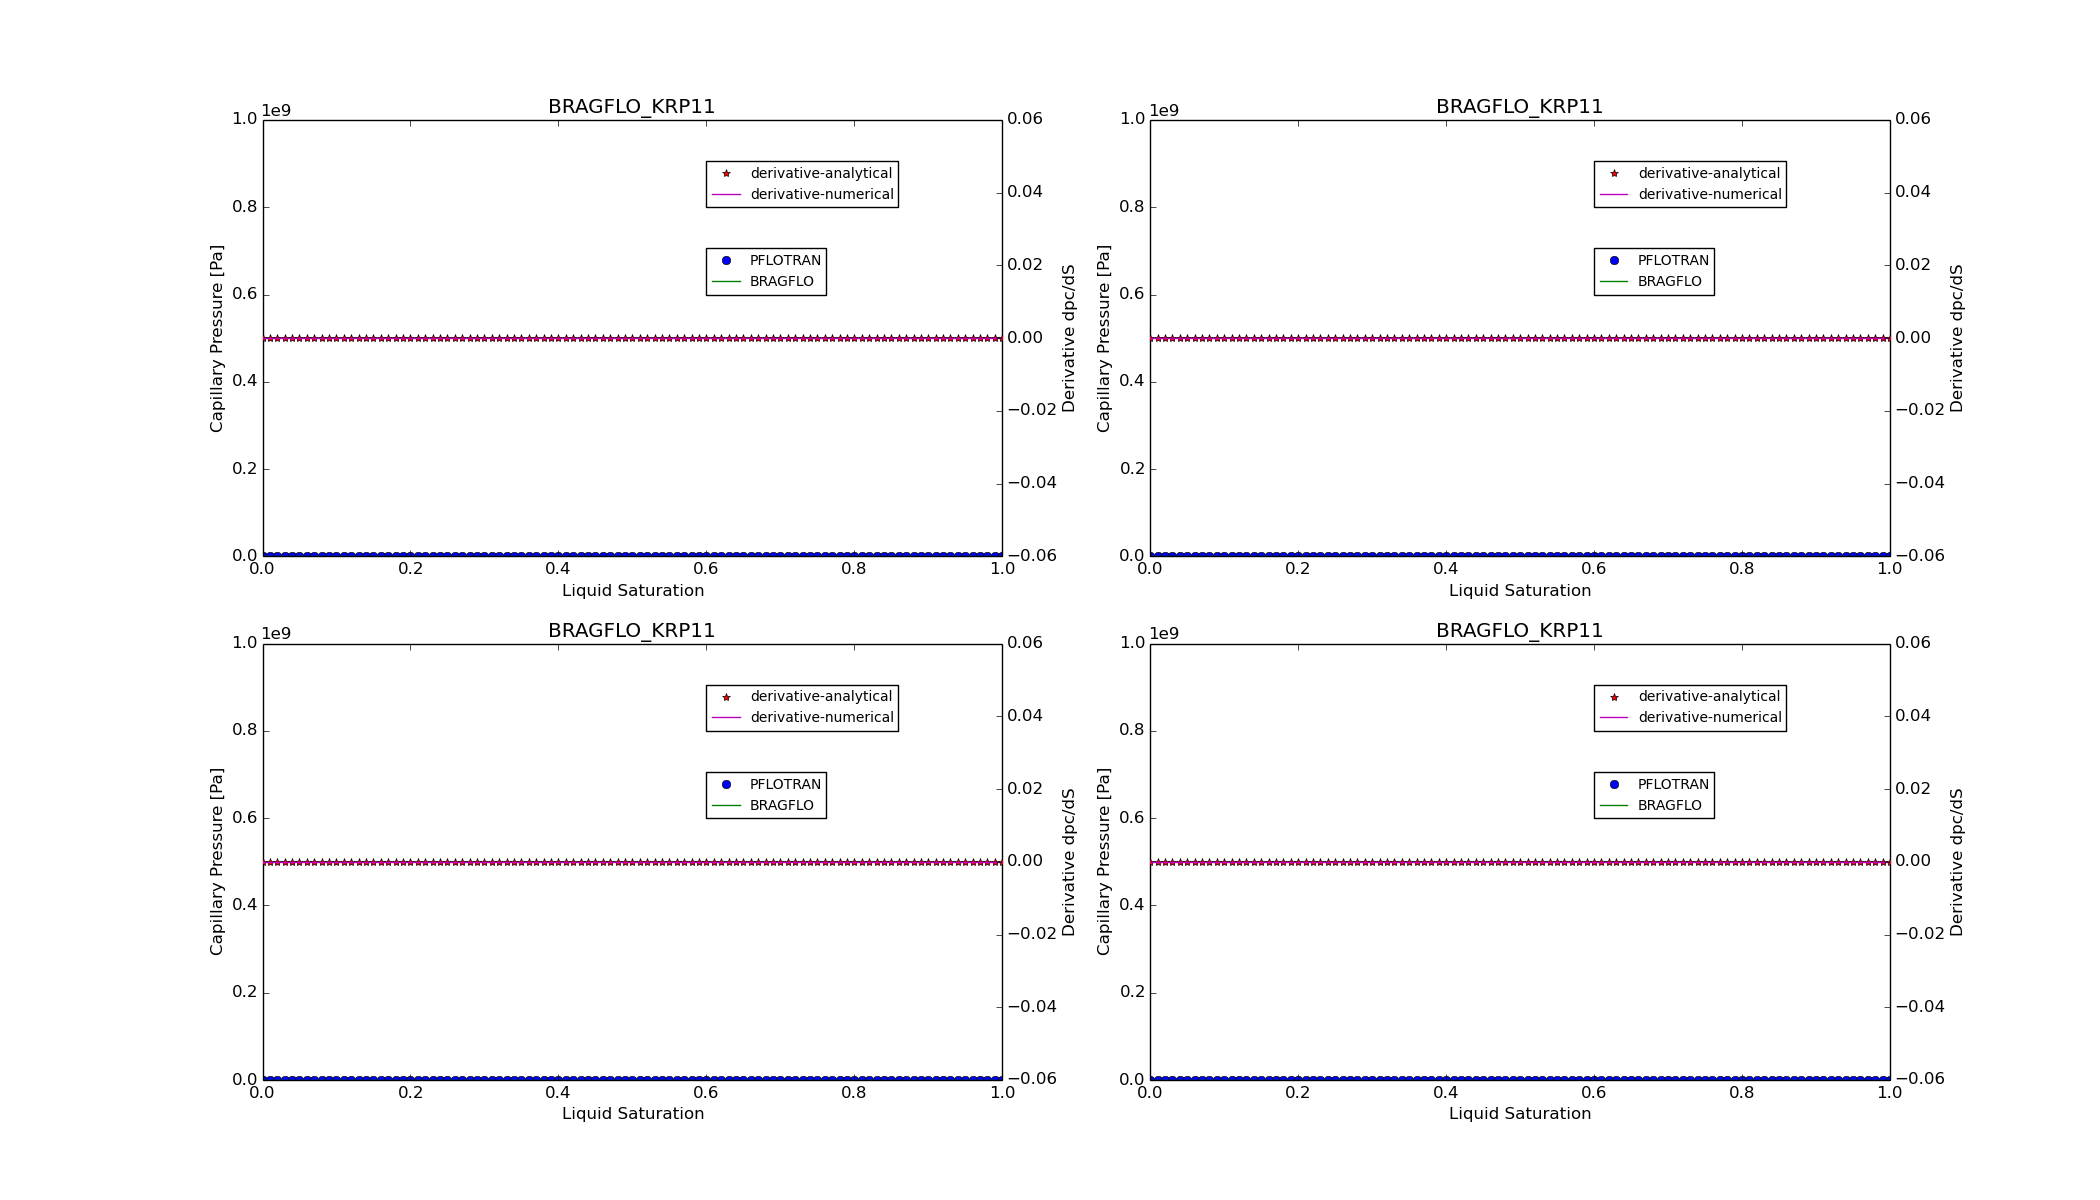 BRAGFLO_KRP11
1e9
1.0
0.8
0.6
0.4
0.2
0.0
Capillary Pressure [Pa]
derivative-analytical
derivative-numerical
PFLOTRAN
BRAGFLO
0.06
0.04
0.02
0.00
−0.02
−0.04
−0.06
Derivative dpc/dS
0.0 0.2 0.4 0.6 0.8 1.0
Liquid Saturation
BRAGFLO_KRP11
1e9
1.0
0.8
0.6
0.4
0.2
0.0
Capillary Pressure [Pa]
derivative-analytical
derivative-numerical
PFLOTRAN
BRAGFLO
0.06
0.04
0.02
0.00
−0.02
−0.04
−0.06
Derivative dpc/dS
0.0 0.2 0.4 0.6 0.8 1.0
Liquid Saturation
BRAGFLO_KRP11
1e9
1.0
0.8
0.6
0.4
0.2
0.0
Capillary Pressure [Pa]
derivative-analytical
derivative-numerical
PFLOTRAN
BRAGFLO
0.06
0.04
0.02
0.00
−0.02
−0.04
−0.06
Derivative dpc/dS
0.0 0.2 0.4 0.6 0.8 1.0
Liquid Saturation
BRAGFLO_KRP11
1e9
1.0
0.8
0.6
0.4
0.2
0.0
Capillary Pressure [Pa]
derivative-analytical
derivative-numerical
PFLOTRAN
BRAGFLO
0.06
0.04
0.02
0.00
−0.02
−0.04
−0.06
Derivative dpc/dS
0.0 0.2 0.4 0.6 0.8 1.0
Liquid Saturation